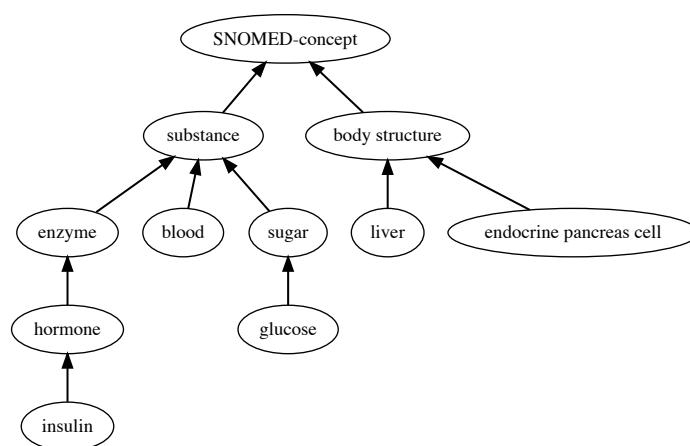 SNOMED-concept
substance
body structure
enzyme
blood
sugar
liver
endocrine pancreas cell
hormone
glucose
insulin